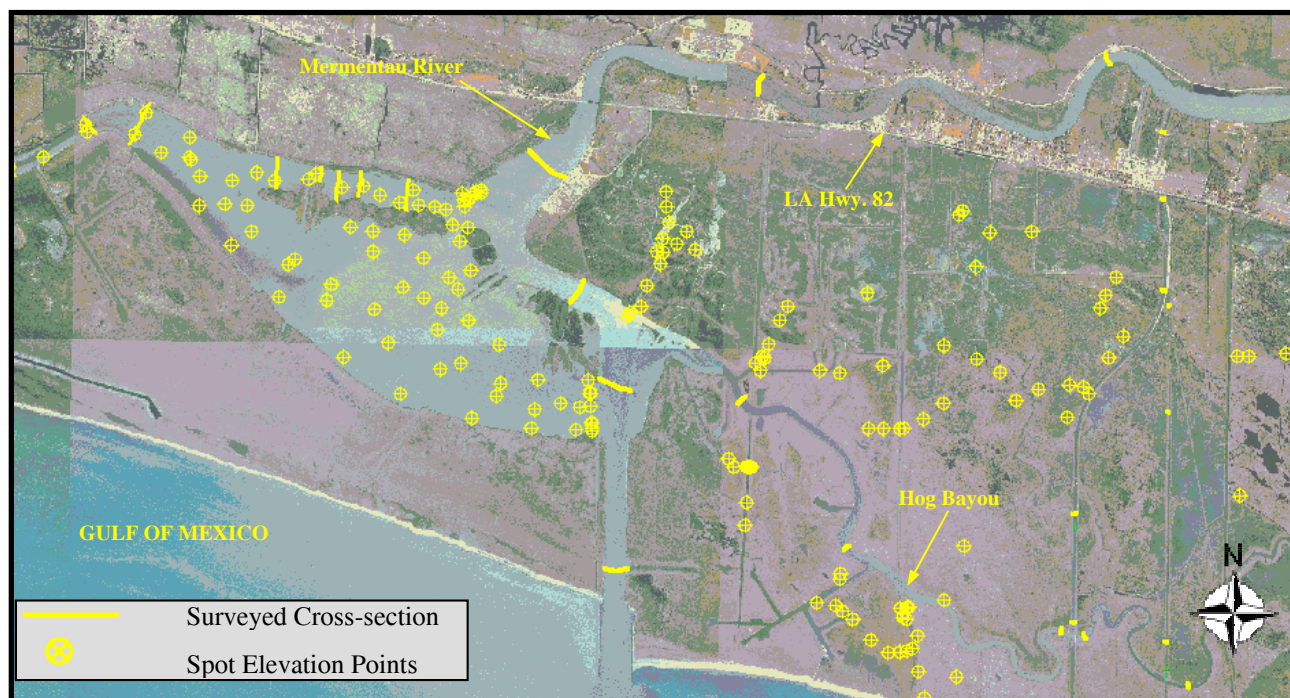 Mermentau River
LA Hwy. 82
Hog Bayou
GULF OF MEXICO
N
Surveyed Cross-section
Spot Elevation Points